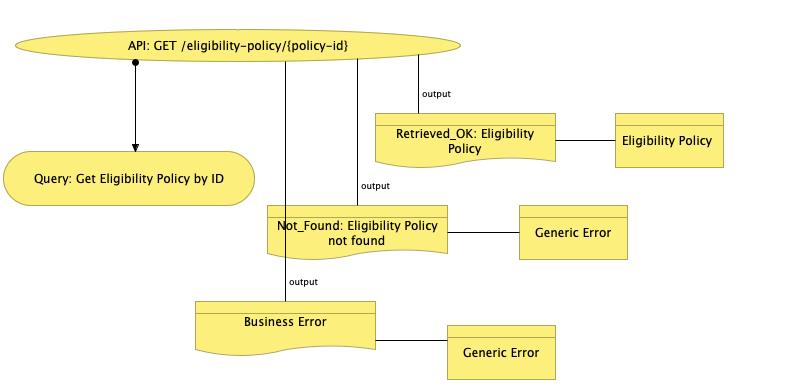 API: GET /eligibility-policy/{policy-id}
output
Retrieved_OK: Eligibility
Policy
Eligibility Policy
Query: Get Eligibility Policy by ID
output
Not_Found: Eligibility Policy
not found
Generic Error
output
Business Error
Generic Error